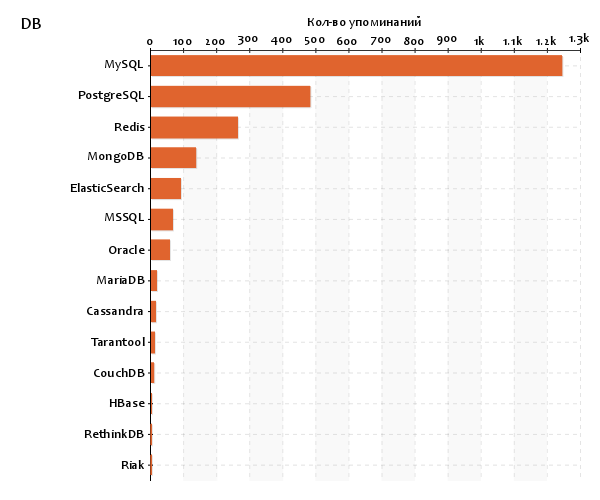 DB
Кол-во упоминаний
0 100 200 300 400 500 600 700 800 900 1k 1.1k 1.2k 1.3k
MySQL
PostgreSQL
Redis
MongoDB
ElasticSearch
MSSQL
Oracle
MariaDB
Cassandra
Tarantool
CouchDB
HBase
RethinkDB
Riak